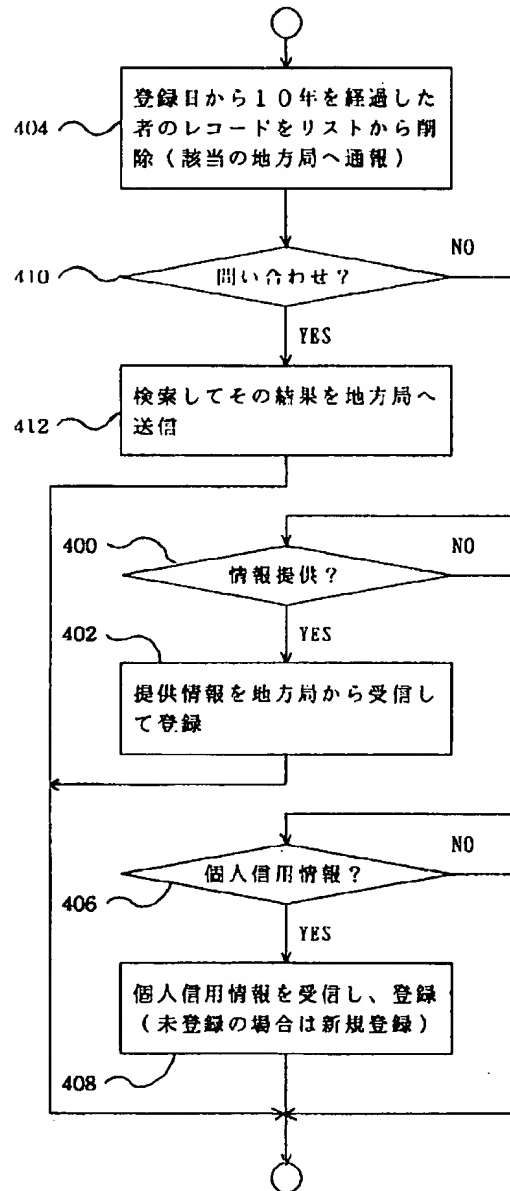 登録日から10年を経過した
404
者のレコードをリストから削
除(該当の地方局へ通報)
NO
410
問い合わせ?
YES
検索してその結果を地方局へ
412
送信
400
NO
情報提供?
402
YES
提供情報を地方局から受信し
て登録
NO
個人信用情報?
406
YES
個人信用情報を受信し、登録
(未登録の場合は新規登録)
408